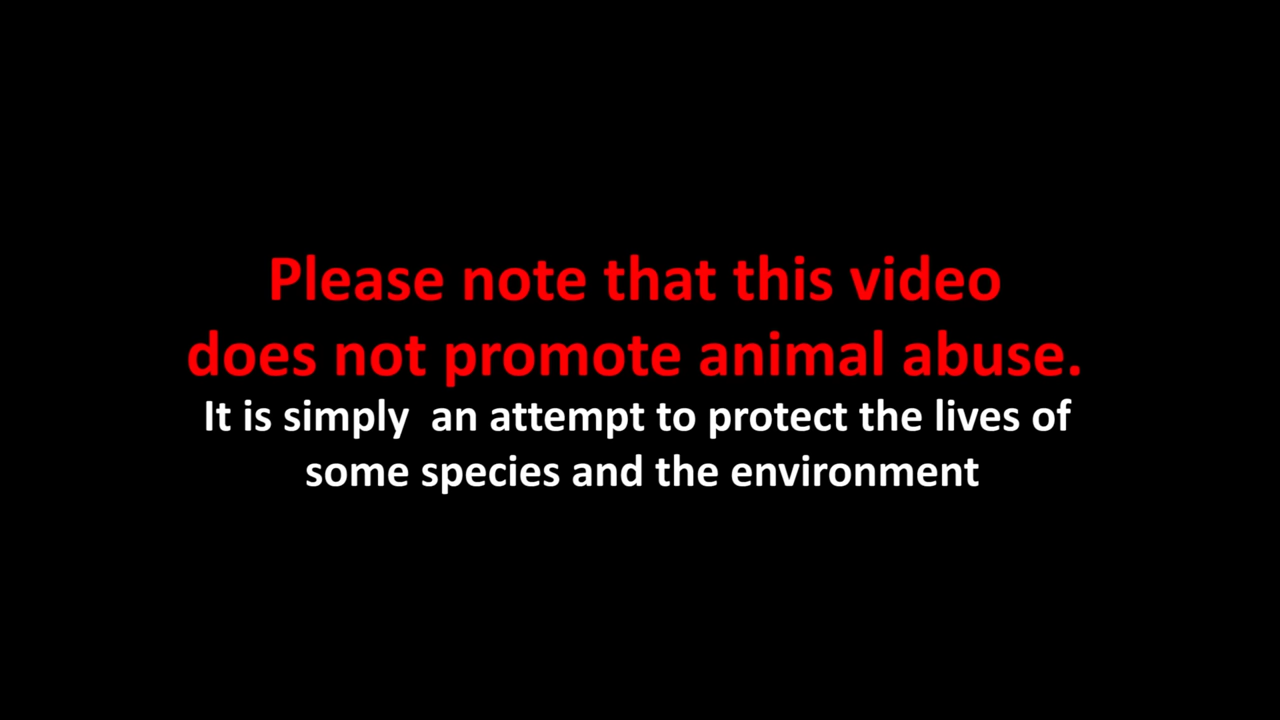 Please note that this video
does not promote animal abuse.
It is simply  an attempt to protect the lives of
some species and the environment